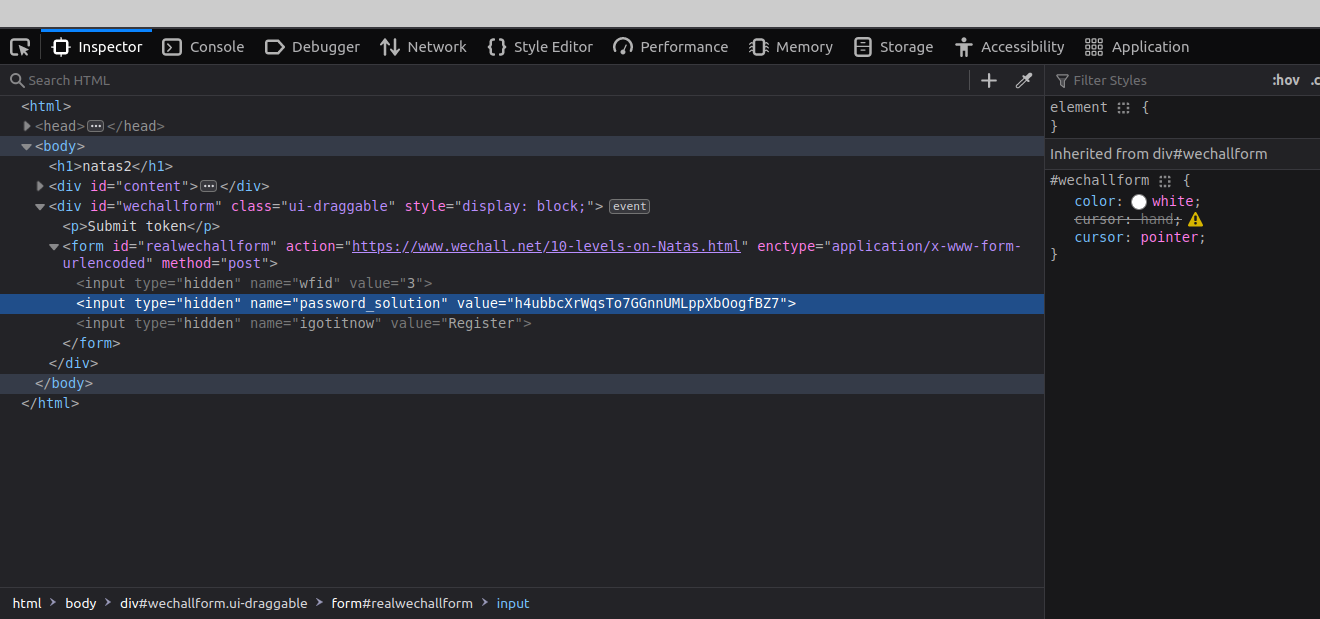 Inspector Console Debugger Network Style Editor Performance Memory Storage Accessibility Application
Search HTML
Filter Styles :hov .c
<html>
<head> </head>
<body>
<h1>natas2</h1>
<div id="content"> </div>
<div id="wechallform" class="ui-draggable" style="display: block;"> event
<p>Submit token</p>
<form id="realwechallform" action="https://www.wechall.net/10-levels-on-Natas.html" enctype="application/x-www-form-
urlencoded" method="post">
<input type="hidden" name="wfid" value="3">
<input type="hidden" name="password_solution" value="h4ubbcXrWqsTo7GGnnUMLppXbOogfBZ7">
<input type="hidden" name="igotitnow" value="Register">
</form>
</div>
</body>
</html>
element {
}
Inherited from div#wechallform
#wechallform {
color: white;
cursor: hand;
cursor: pointer;
}
html > body > div#wechallform.ui-draggable > form#realwechallform > input